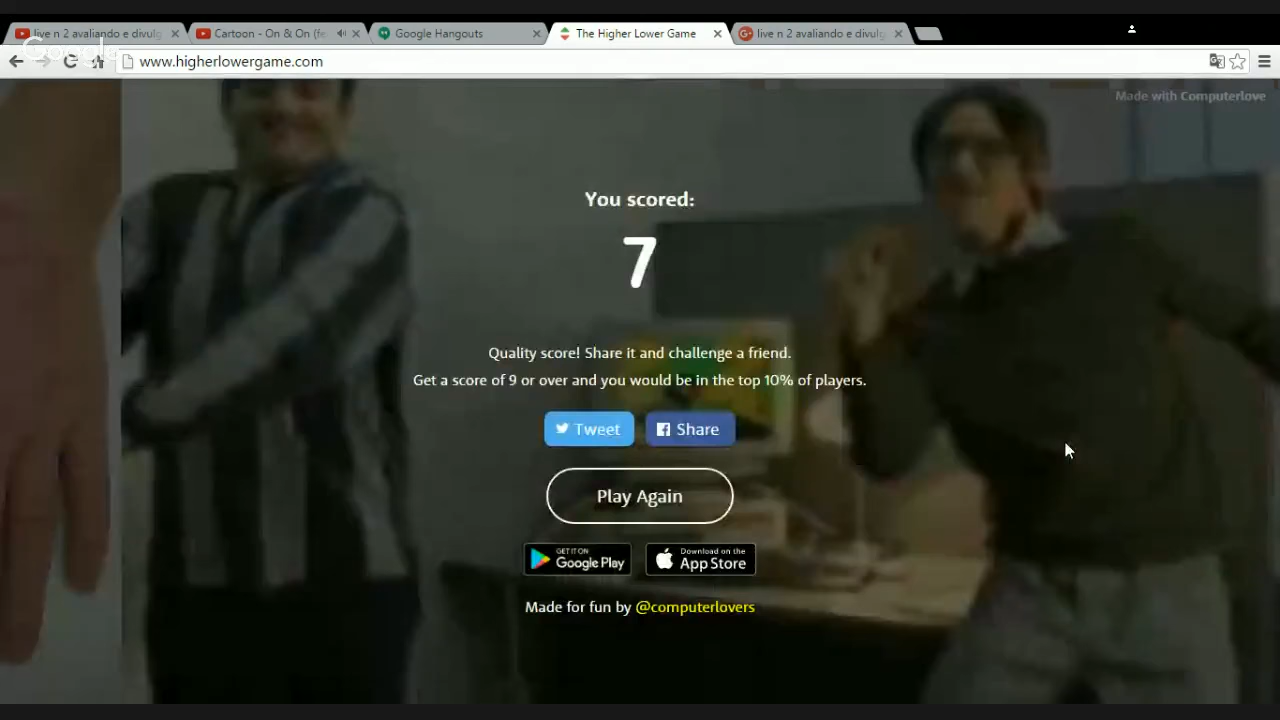 live n 2 avaliando e divulg
Cartoon - On & On (fe
Google Hangouts
The Higher Lower Game
live n 2 avaliando e divulg
Google
www.higherlowergame.com
Made with Computerlove
You scored:
7
Quality score! Share it and challenge a friend.
Get a score of 9 or over and you would be in the top 10% of players.
Tweet
Share
Play Again
GET IT ON
Google Play
Download on the
App Store
Made for fun by @computerlovers